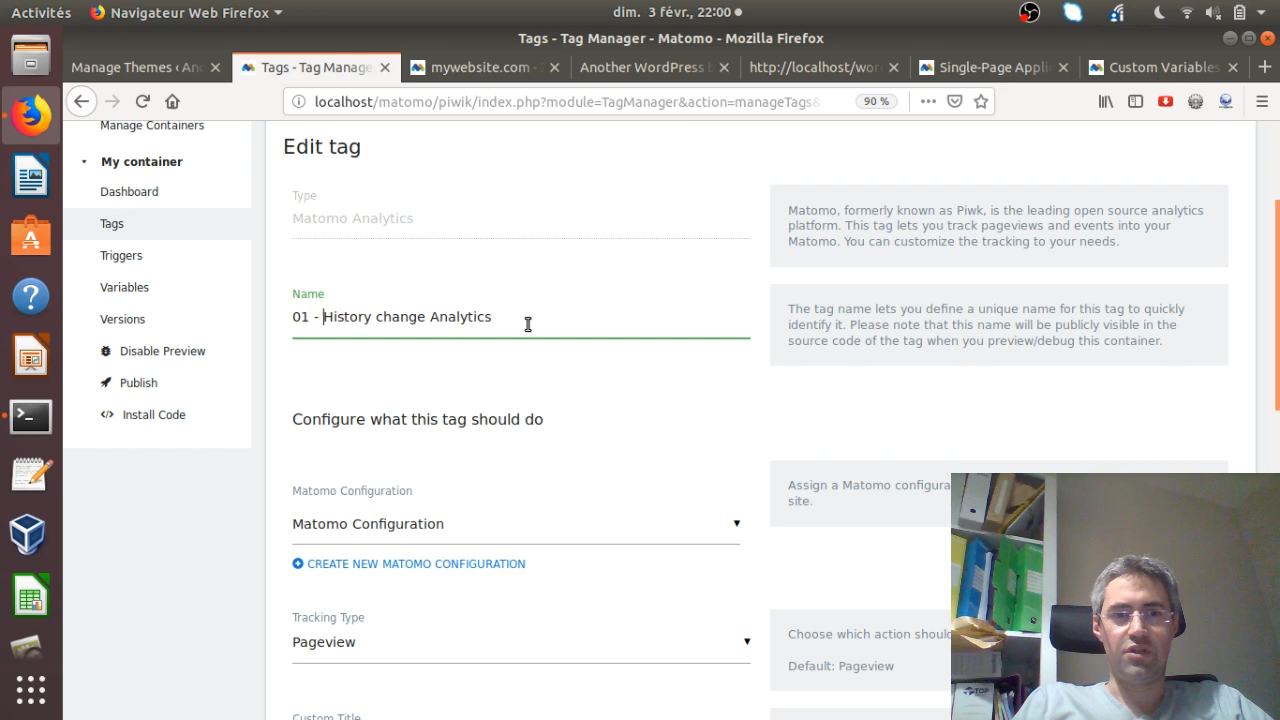 Activités
Navigateur Web Firefox
dim. 3 févr., 22:00
Tags - Tag Manager - Matomo - Mozilla Firefox
Manage Themes ‹ An
Tags - Tag Manage
mywebsite.com -
Another WordPress
http://localhost/wor
Single-Page Appli
Custom Variables
localhost/matomo/piwik/index.php?module=TagManager&action=manageTags&
90 %
Manage Containers
My container
Dashboard
Tags
Triggers
Variables
Versions
Disable Preview
Publish
Install Code
Edit tag
Type
Matomo Analytics
Matomo, formerly known as Piwk, is the leading open source analytics
platform. This tag lets you track pageviews and events into your
Matomo. You can customize the tracking to your needs.
Name
01 - History change Analytics
The tag name lets you define a unique name for this tag to quickly
identify it. Please note that this name will be publicly visible in the
source code of the tag when you preview/debug this container.
Configure what this tag should do
Matomo Configuration
Matomo Configuration
CREATE NEW MATOMO CONFIGURATION
Assign a Matomo configura
site.
Tracking Type
Pageview
Choose which action shoul
Default: Pageview
Custom Title